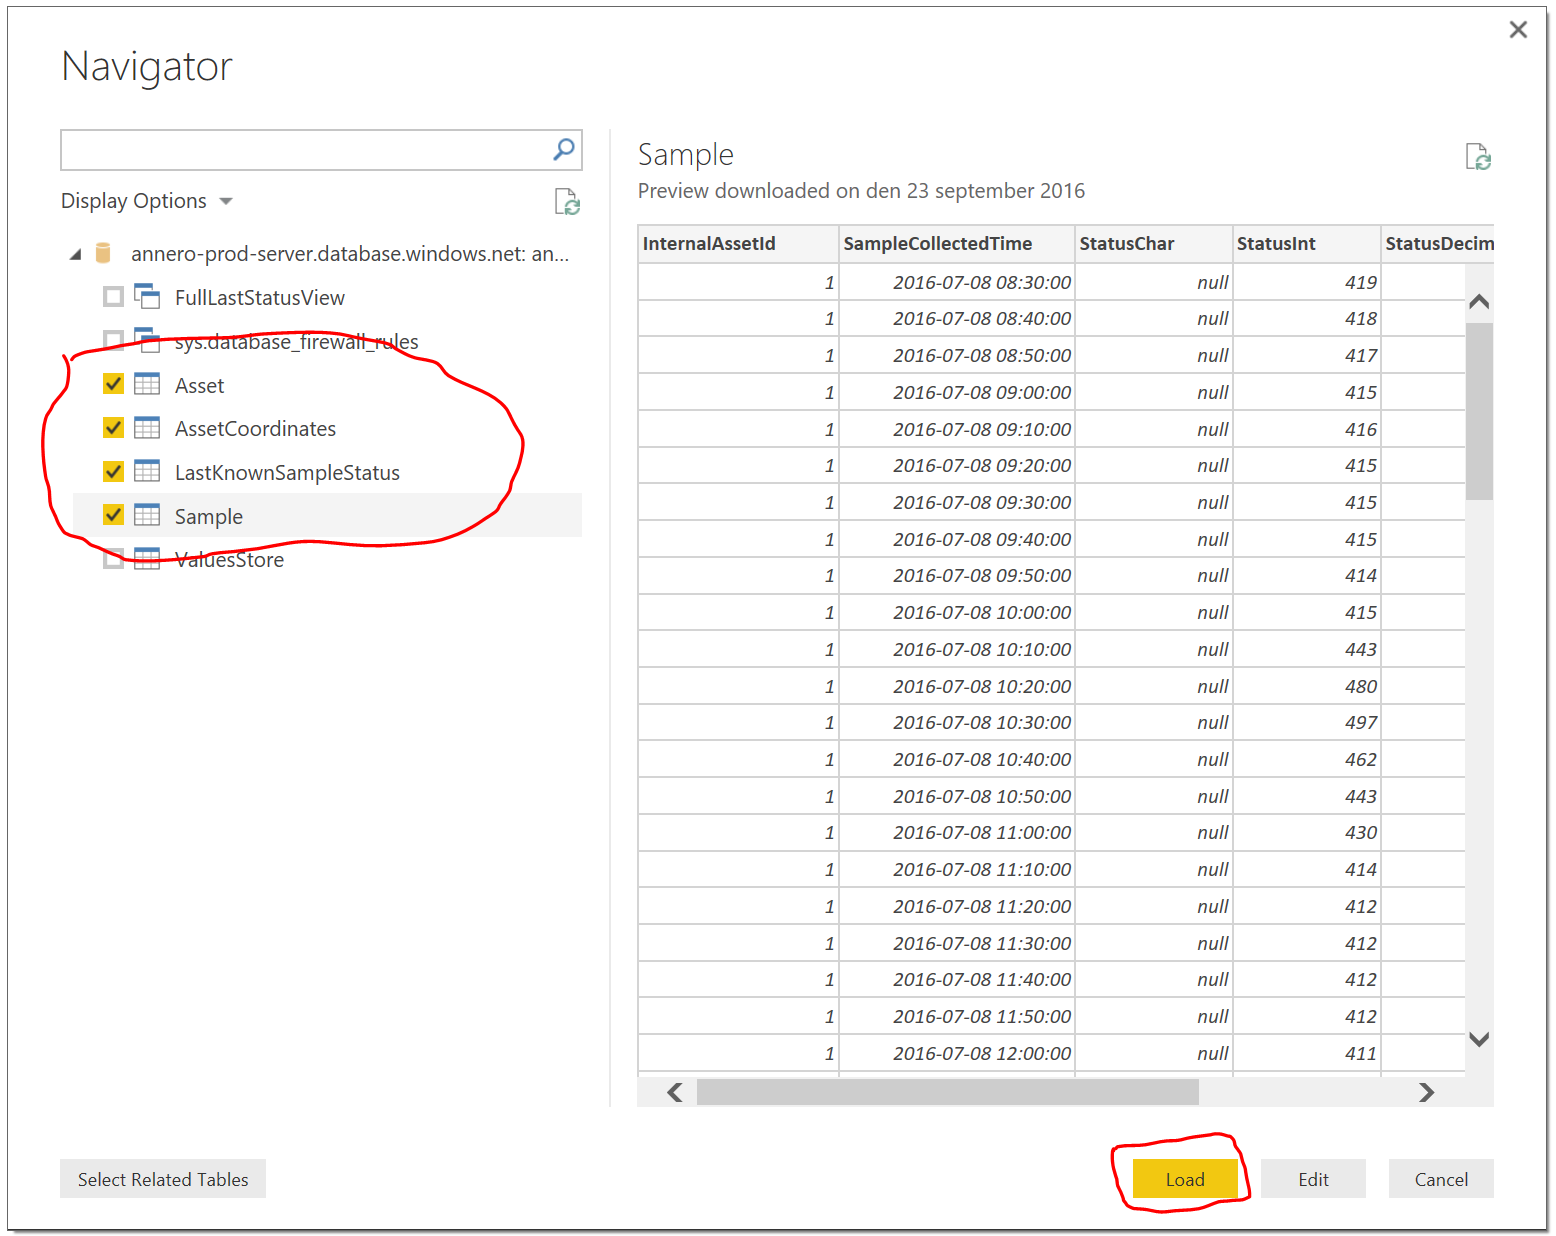 Navigator
Display Options
annero-prod-server.database.windows.net: an...
FullLastStatusView
sys.database_firewall_rules
Asset
AssetCoordinates
LastKnownSampleStatus
Sample
ValuesStore
Sample
Preview downloaded on den 23 september 2016
InternalAssetId SampleCollectedTime StatusChar StatusInt StatusDecim
1 2016-07-08 08:30:00 null 419
1 2016-07-08 08:40:00 null 418
1 2016-07-08 08:50:00 null 417
1 2016-07-08 09:00:00 null 415
1 2016-07-08 09:10:00 null 416
1 2016-07-08 09:20:00 null 415
1 2016-07-08 09:30:00 null 415
1 2016-07-08 09:40:00 null 415
1 2016-07-08 09:50:00 null 414
1 2016-07-08 10:00:00 null 415
1 2016-07-08 10:10:00 null 443
1 2016-07-08 10:20:00 null 480
1 2016-07-08 10:30:00 null 497
1 2016-07-08 10:40:00 null 462
1 2016-07-08 10:50:00 null 443
1 2016-07-08 11:00:00 null 430
1 2016-07-08 11:10:00 null 414
1 2016-07-08 11:20:00 null 412
1 2016-07-08 11:30:00 null 412
1 2016-07-08 11:40:00 null 412
1 2016-07-08 11:50:00 null 412
1 2016-07-08 12:00:00 null 411
Select Related Tables
Load
Edit
Cancel